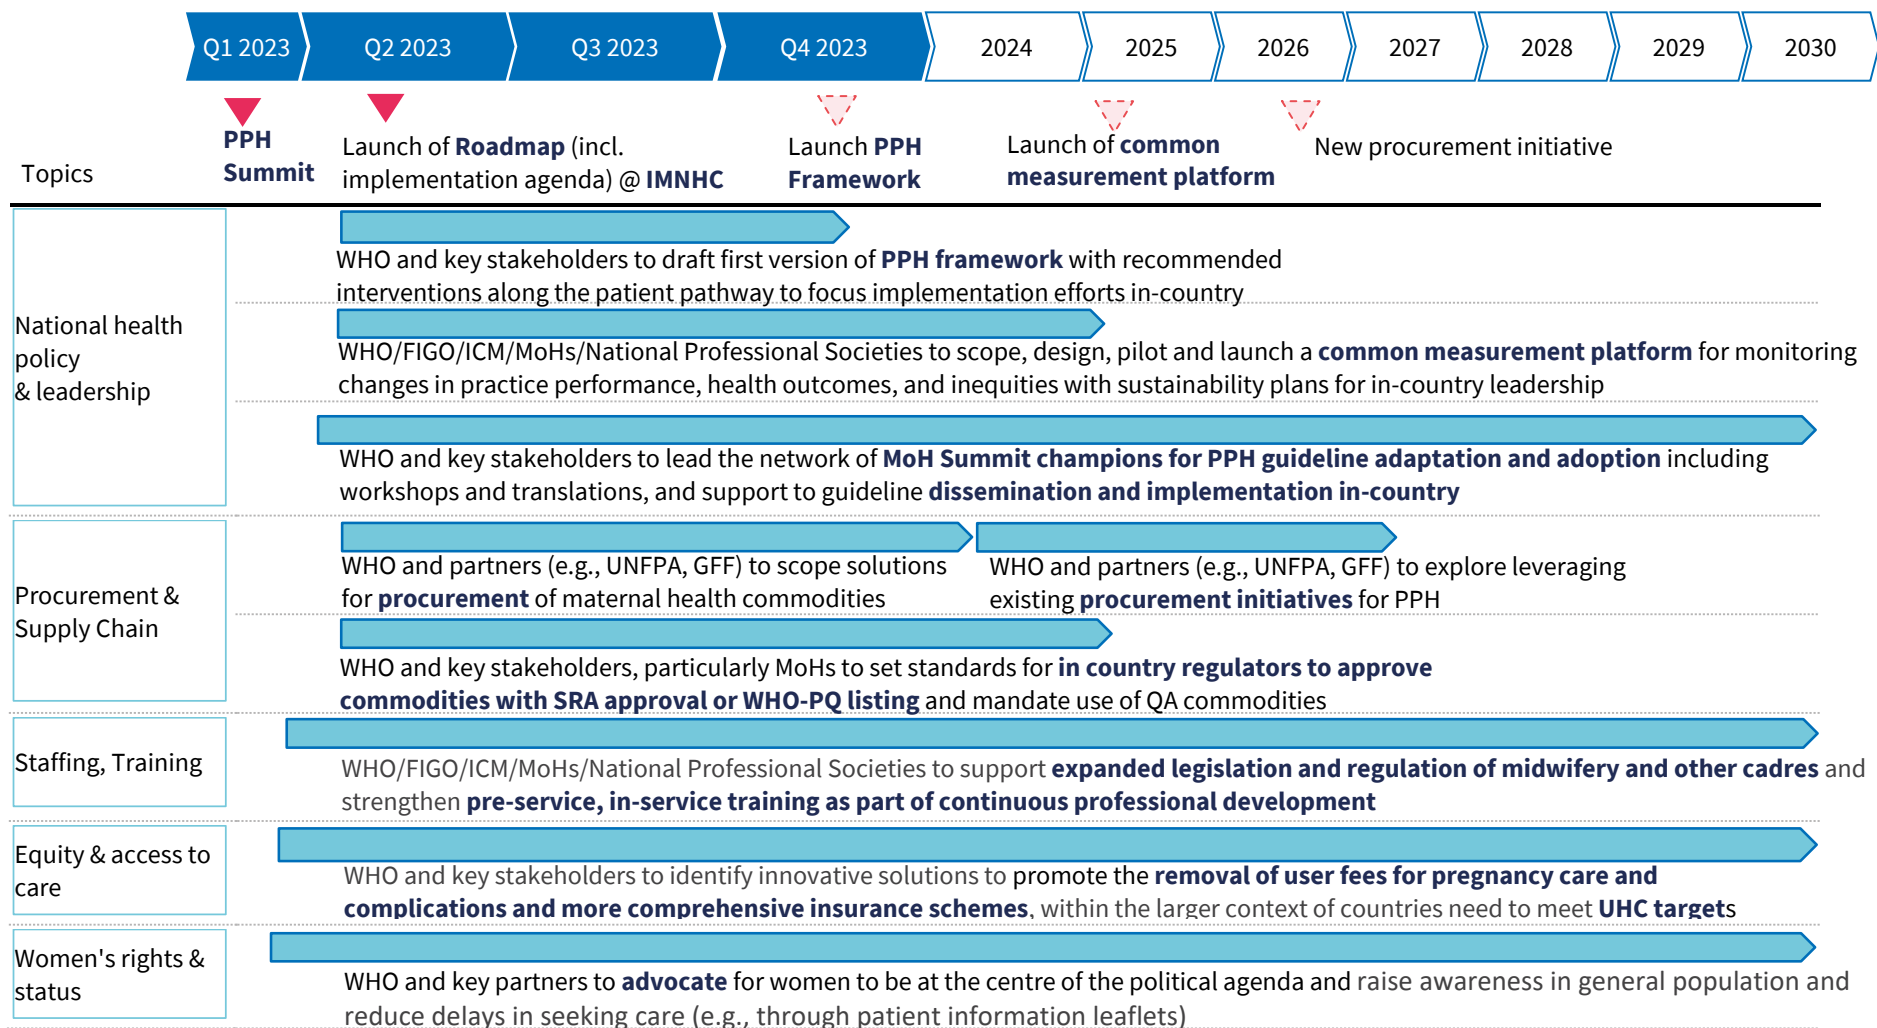 Q1 2023
Q2 2023
Q3 2023
Q4 2023
2024
2025
2026
2027
2028
2029
2030
Topics
PPH
Summit
Launch of Roadmap (incl.
implementation agenda) @ IMNHC
Launch PPH
Framework
Launch of common
measurement platform
New procurement initiative
National health
policy
& leadership
WHO and key stakeholders to draft first version of PPH framework with recommended
interventions along the patient pathway to focus implementation efforts in-country
WHO/FIGO/ICM/MoHs/National Professional Societies to scope, design, pilot and launch a common measurement platform for monitoring
changes in practice performance, health outcomes, and inequities with sustainability plans for in-country leadership
WHO and key stakeholders to lead the network of MoH Summit champions for PPH guideline adaptation and adoption including
workshops and translations, and support to guideline dissemination and implementation in-country
Procurement &
Supply Chain
WHO and partners (e.g., UNFPA, GFF) to scope solutions
for procurement of maternal health commodities
WHO and partners (e.g., UNFPA, GFF) to explore leveraging
existing procurement initiatives for PPH
WHO and key stakeholders, particularly MoHs to set standards for in country regulators to approve
commodities with SRA approval or WHO-PQ listing and mandate use of QA commodities
Staffing, Training
WHO/FIGO/ICM/MoHs/National Professional Societies to support expanded legislation and regulation of midwifery and other cadres and
strengthen pre-service, in-service training as part of continuous professional development
Equity & access to
care
WHO and key stakeholders to identify innovative solutions to promote the removal of user fees for pregnancy care and
complications and more comprehensive insurance schemes, within the larger context of countries need to meet UHC targets
Women's rights &
status
WHO and key partners to advocate for women to be at the centre of the political agenda and raise awareness in general population and
reduce delays in seeking care (e.g., through patient information leaflets)